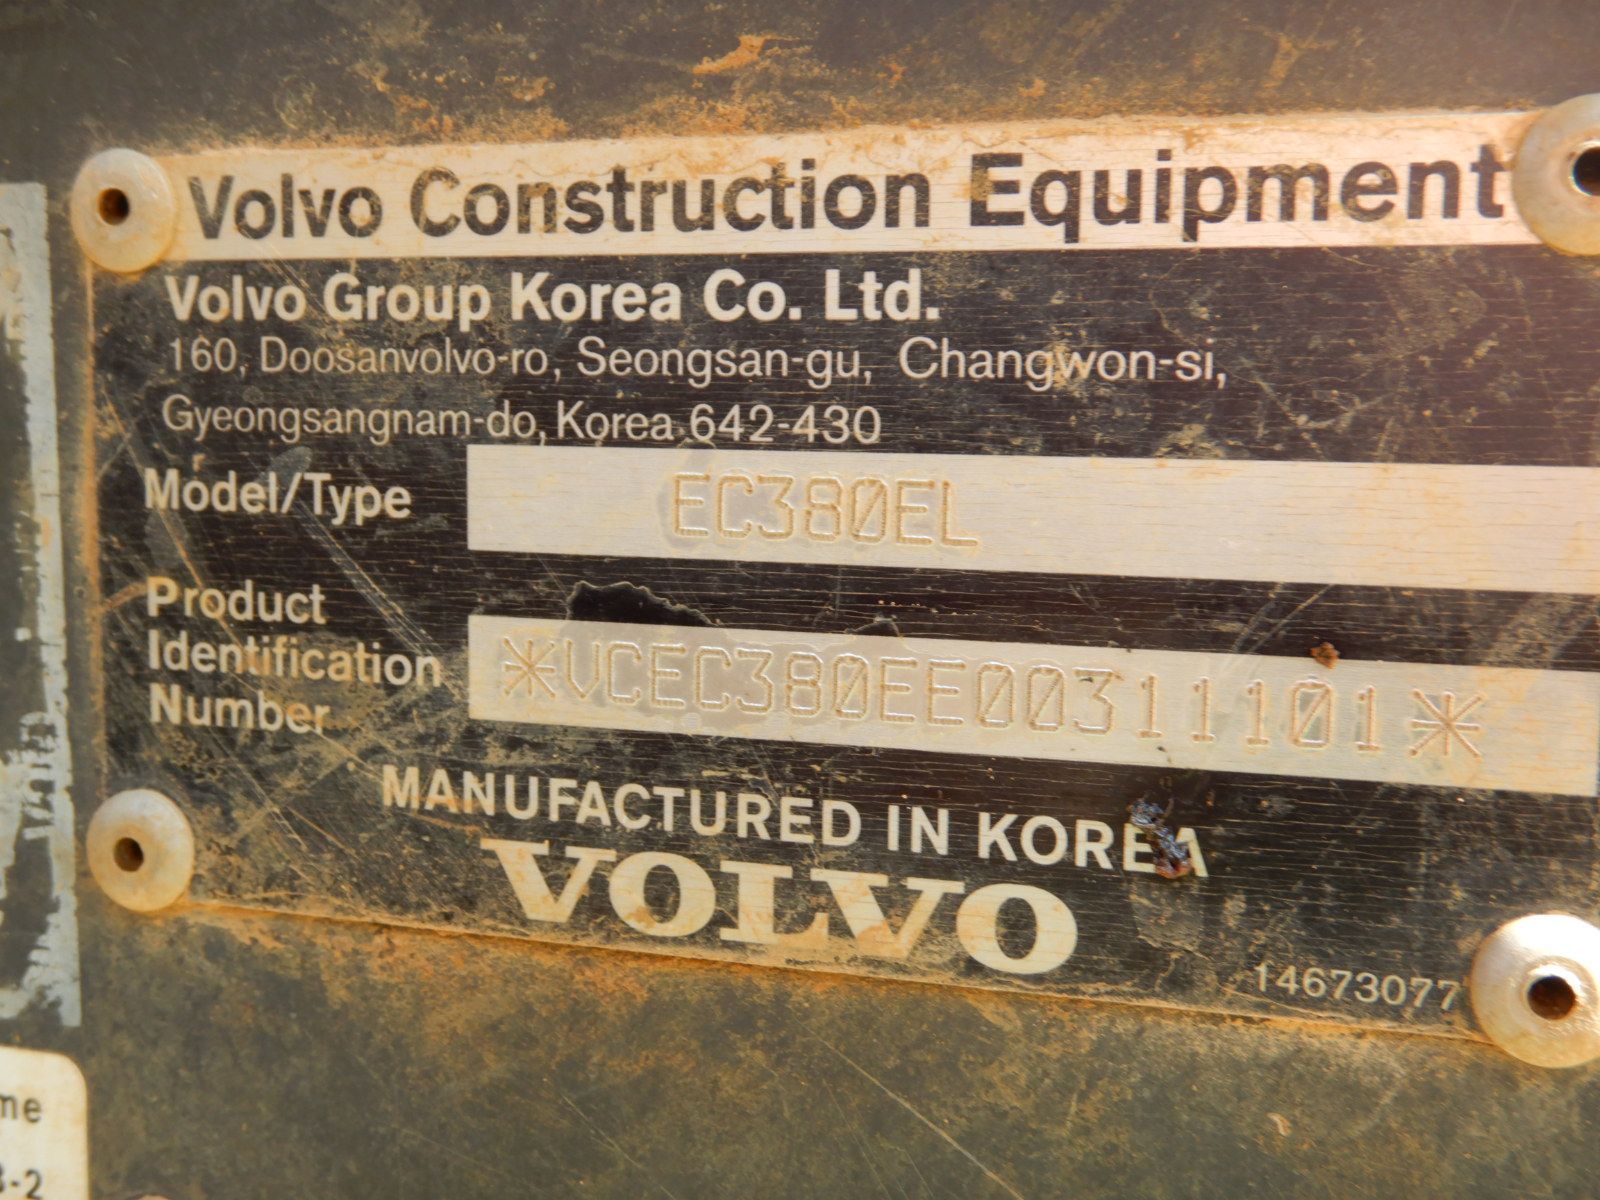 Volvo Construction Equipment
Volvo Group Korea Co. Ltd.
160, Doosanvolvo-ro, Seongsan-gu, Changwon-si,
Gyeongsangnam-do, Korea 642-430
Model/Type EC380EL
Product
Identification
Number *VCEC380EE00311101*
MANUFACTURED IN KOREA
VOLVO
14673077